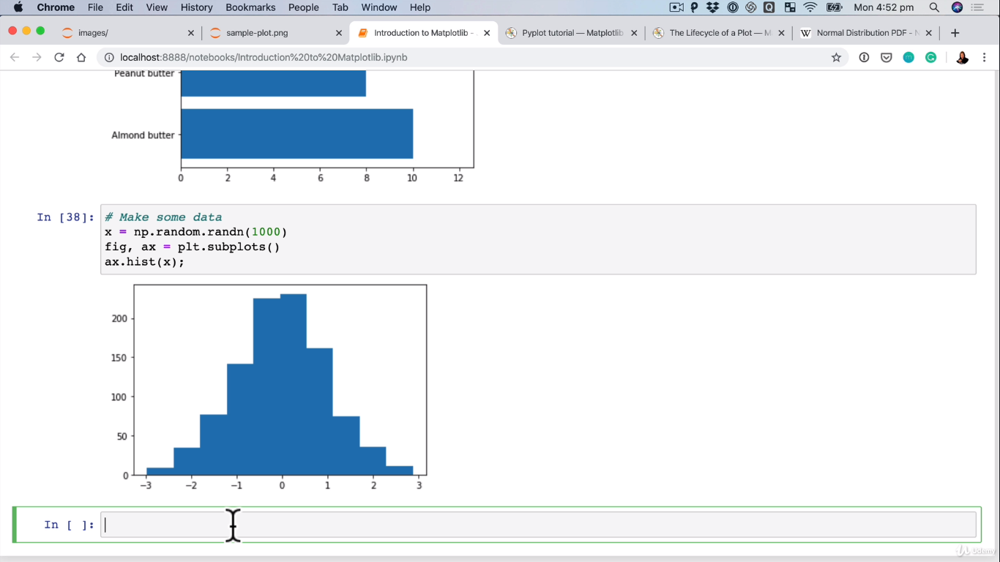 Chrome File Edit View History Bookmarks People Tab Window Help Mon 4:52 pm
images/ sample-plot.png Introduction to Matplotlib - Pyplot tutorial — Matplotlib The Lifecycle of a Plot — M Normal Distribution PDF -
localhost:8888/notebooks/Introduction%20to%20Matplotlib.ipynb
Peanut butter
Almond butter
0 2 4 6 8 10 12
In [38]: # Make some data
x = np.random.randn(1000)
fig, ax = plt.subplots()
ax.hist(x);
200
150
100
50
0
−3 −2 −1 0 1 2 3
In [ ]:
Udemy